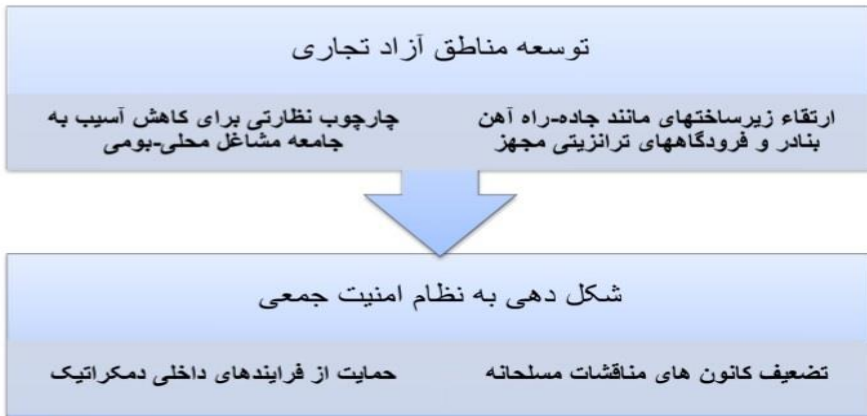 توسعه مناطق آزاد تجاری
ارتقاء زیرساختهای مانند جاده-راه آهن
بنادر و فرودگاههای ترانزیتی مجهز
چارچوب نظارتی برای کاهش آسیب به
جامعه مشاغل محلی-بومی
شکل دهی به نظام امنیت جمعی
تضعیف کانون های مناقشات مسلحانه
حمایت از فرایندهای داخلی دمکراتیک